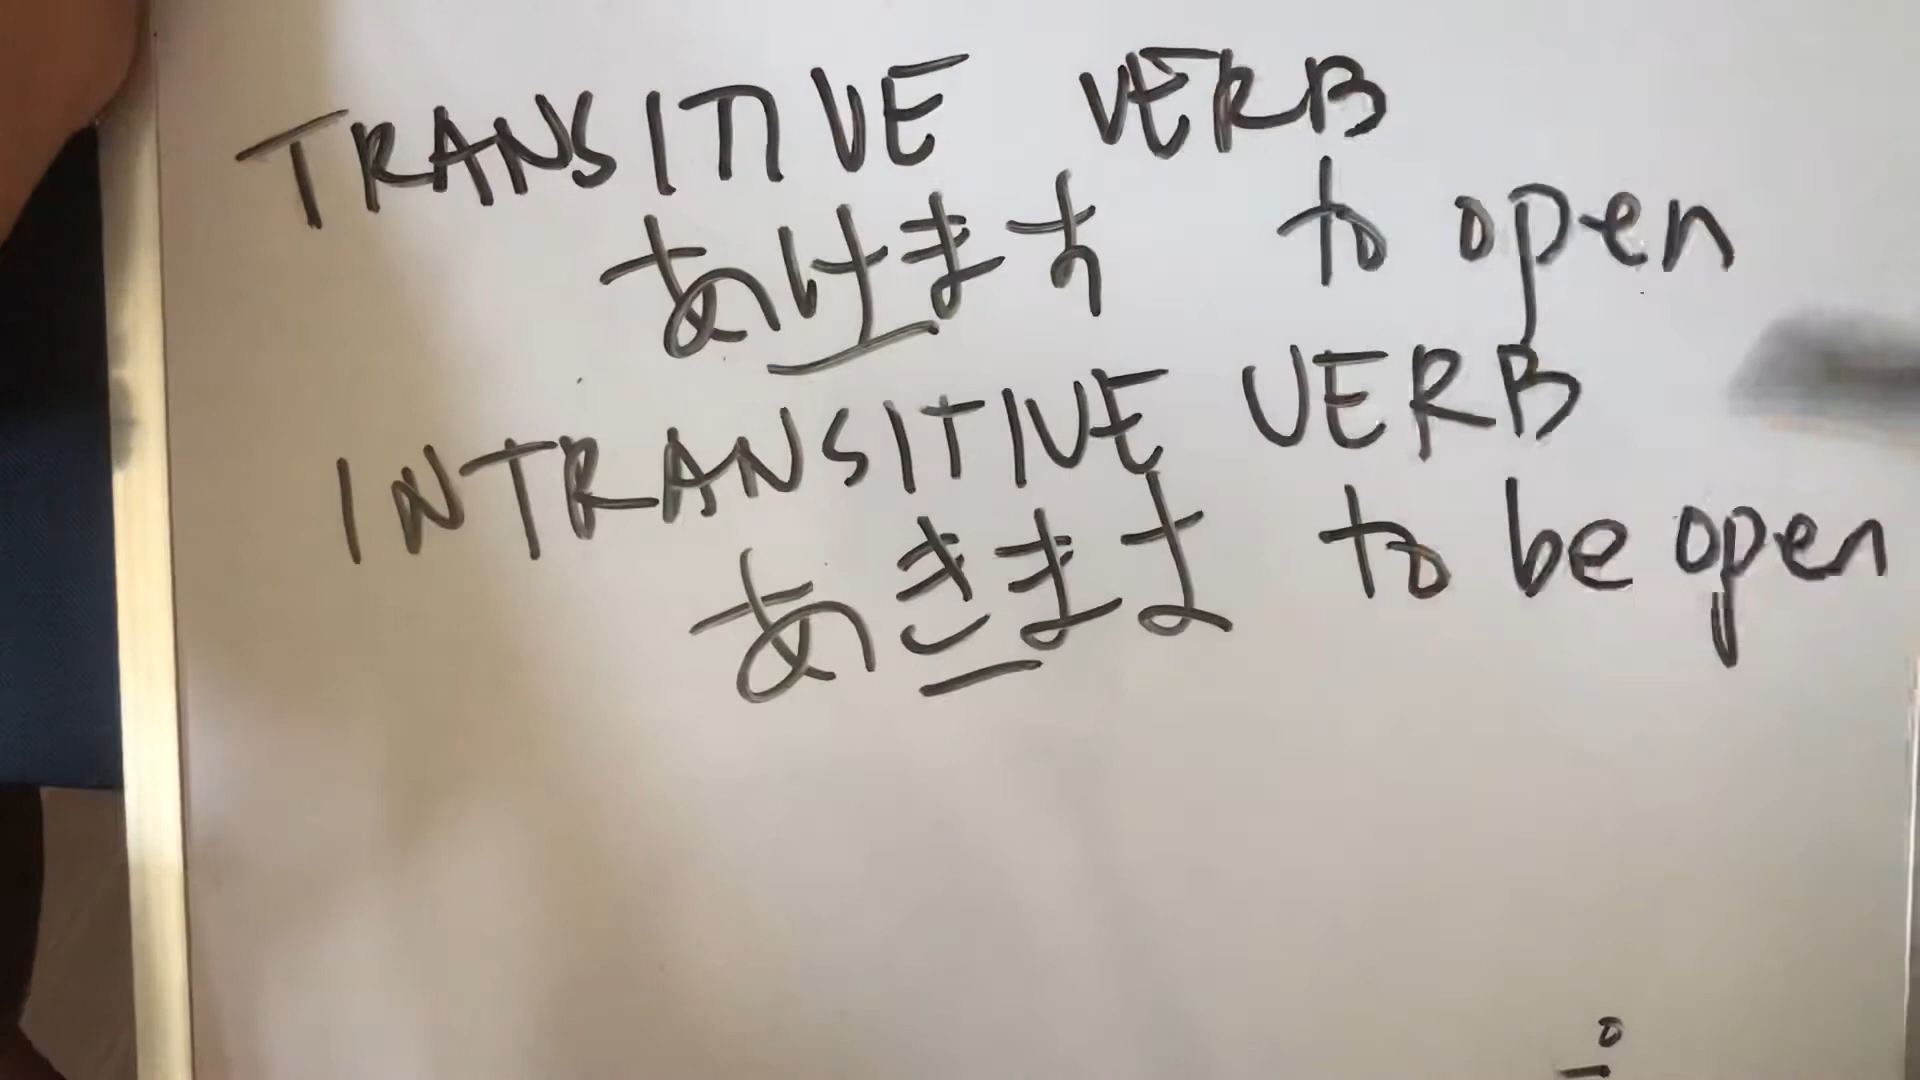 TRANSITIVE VERB
あけます to open
INTRANSITIVE VERB
あきます to be open